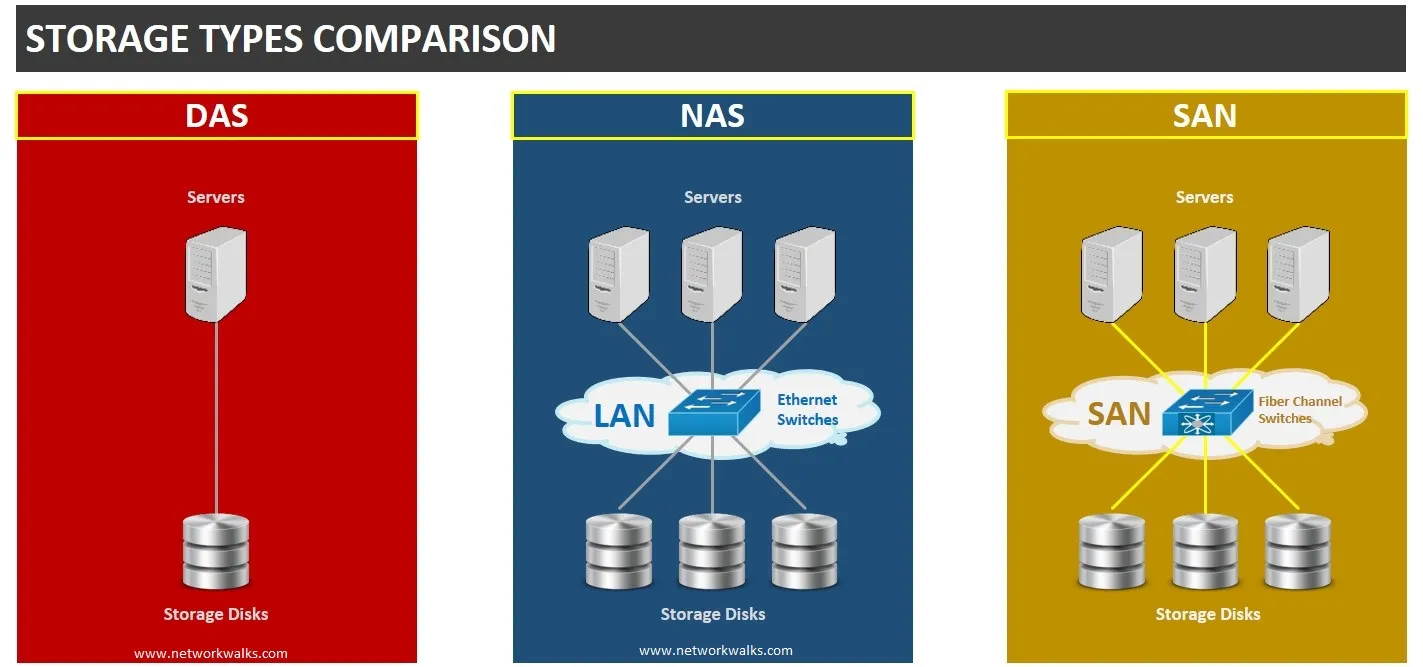 STORAGE TYPES COMPARISON
DAS
Servers
Storage Disks
www.networkwalks.com
NAS
Servers
LAN
Ethernet
Switches
Storage Disks
www.networkwalks.com
SAN
Servers
SAN
Fiber Channel
Switches
Storage Disks